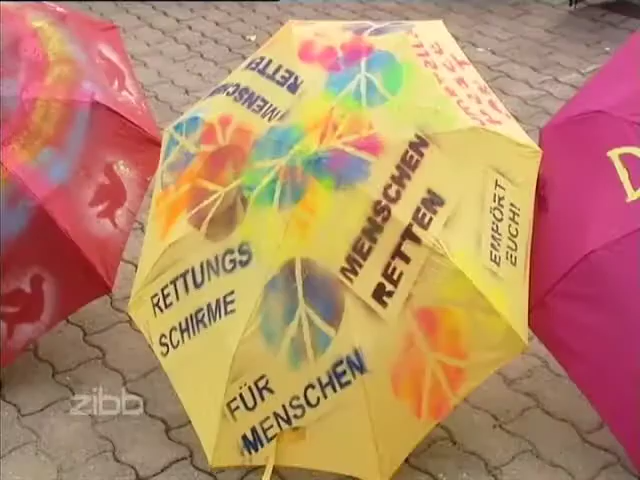 MENSCHEN
RETTEN
MENSCHEN
RETTEN
EMPÖRT
EUCH!
RETTUNGS
SCHIRME
FÜR
MENSCHEN
D
zibb